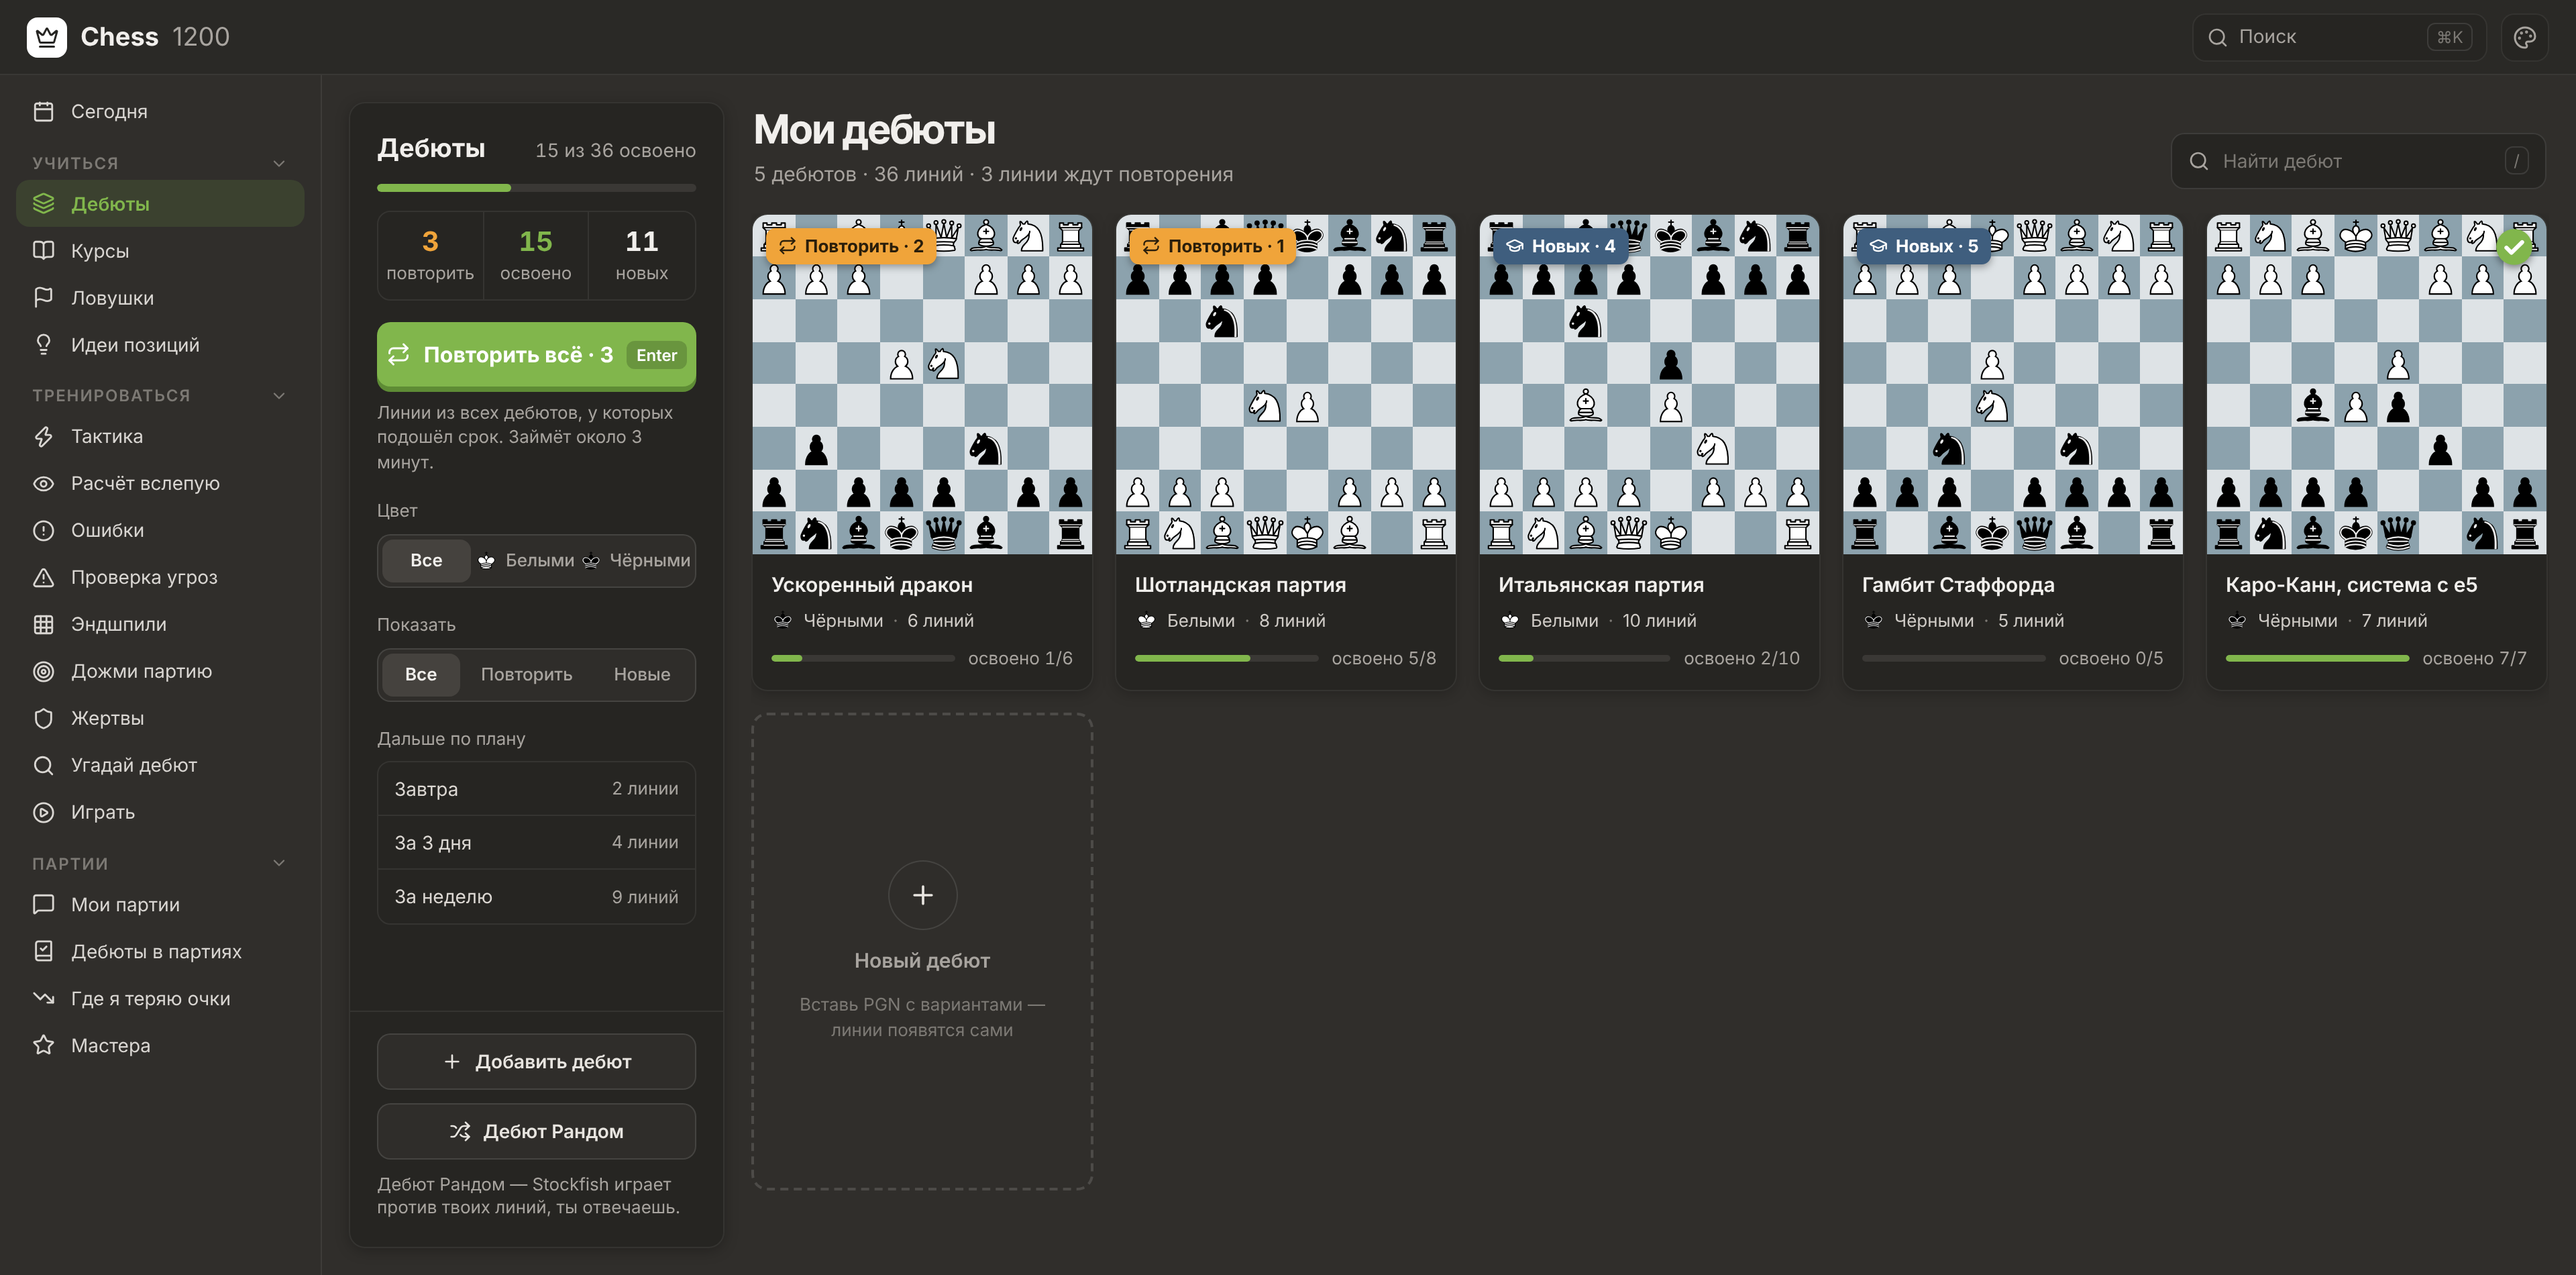 Chess 1200
Поиск
⌘K
Сегодня
УЧИТЬСЯ
Дебюты
Курсы
Ловушки
Идеи позиций
ТРЕНИРОВАТЬСЯ
Тактика
Расчёт вслепую
Ошибки
Проверка угроз
Эндшпили
Дожми партию
Жертвы
Угадай дебют
Играть
ПАРТИИ
Мои партии
Дебюты в партиях
Где я теряю очки
Мастера
Дебюты
15 из 36 освоено
3
повторить
15
освоено
11
новых
Повторить всё · 3
Enter
Линии из всех дебютов, у которых
подошёл срок. Займёт около 3
минут.
Цвет
Все
Белыми
Чёрными
Показать
Все
Повторить
Новые
Дальше по плану
Завтра
2 линии
За 3 дня
4 линии
За неделю
9 линий
Добавить дебют
Дебют Рандом
Дебют Рандом — Stockfish играет
против твоих линий, ты отвечаешь.
Мои дебюты
5 дебютов · 36 линий · 3 линии ждут повторения
Найти дебют
/
Повторить · 2
Ускоренный дракон
Чёрными · 6 линий
освоено 1/6
Повторить · 1
Шотландская партия
Белыми · 8 линий
освоено 5/8
Новых · 4
Итальянская партия
Белыми · 10 линий
освоено 2/10
Новых · 5
Гамбит Стаффорда
Чёрными · 5 линий
освоено 0/5
Каро-Канн, система с e5
Чёрными · 7 линий
освоено 7/7
Новый дебют
Вставь PGN с вариантами —
линии появятся сами